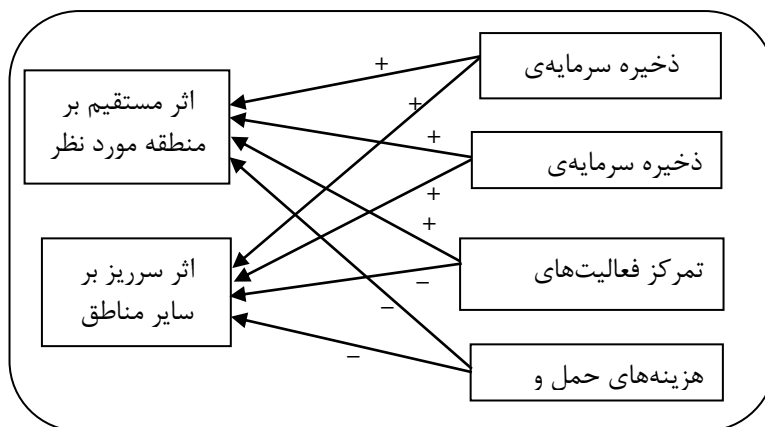 ذخیره سرمایه‌ی
ذخیره سرمایه‌ی
تمرکز فعالیت‌های
هزینه‌های حمل و
اثر مستقیم بر
منطقه مورد نظر
اثر سرریز بر
سایر مناطق
+
+
+
+
+
−
−
−